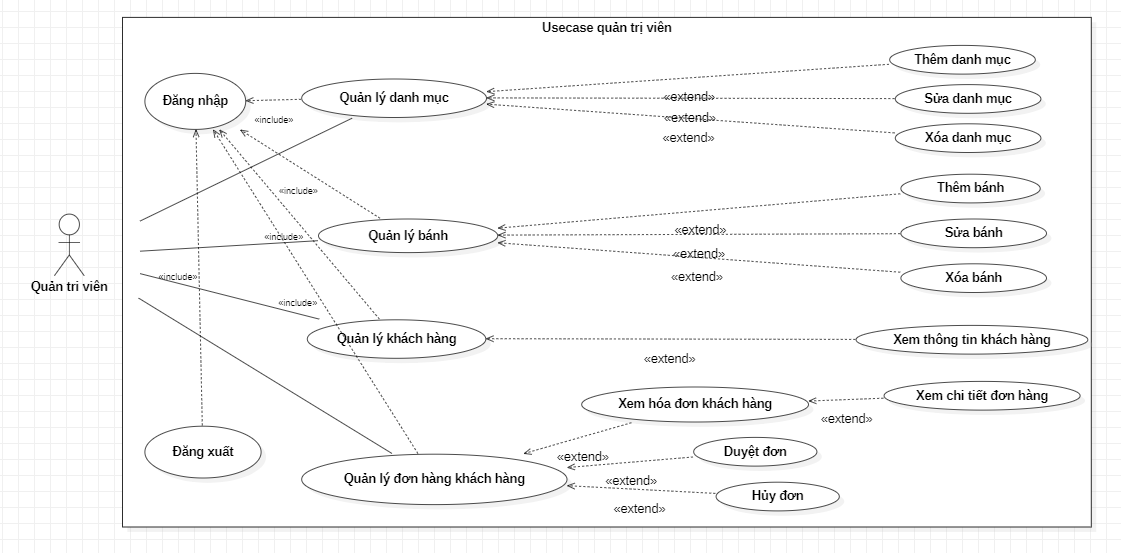 Usecase quản trị viên
Thêm danh mục
Đăng nhập
Quản lý danh mục
«extend»
Sửa danh mục
«include»
«extend»
«extend»
Xóa danh mục
«include»
Thêm bánh
Quản lý bánh
«include»
«extend»
Sửa bánh
«extend»
«extend»
Xóa bánh
Quản trị viên
«include»
«include»
Quản lý khách hàng
Xem thông tin khách hàng
«extend»
Xem hóa đơn khách hàng
Xem chi tiết đơn hàng
«extend»
Đăng xuất
Duyệt đơn
«extend»
Quản lý đơn hàng khách hàng
«extend»
Hủy đơn
«extend»